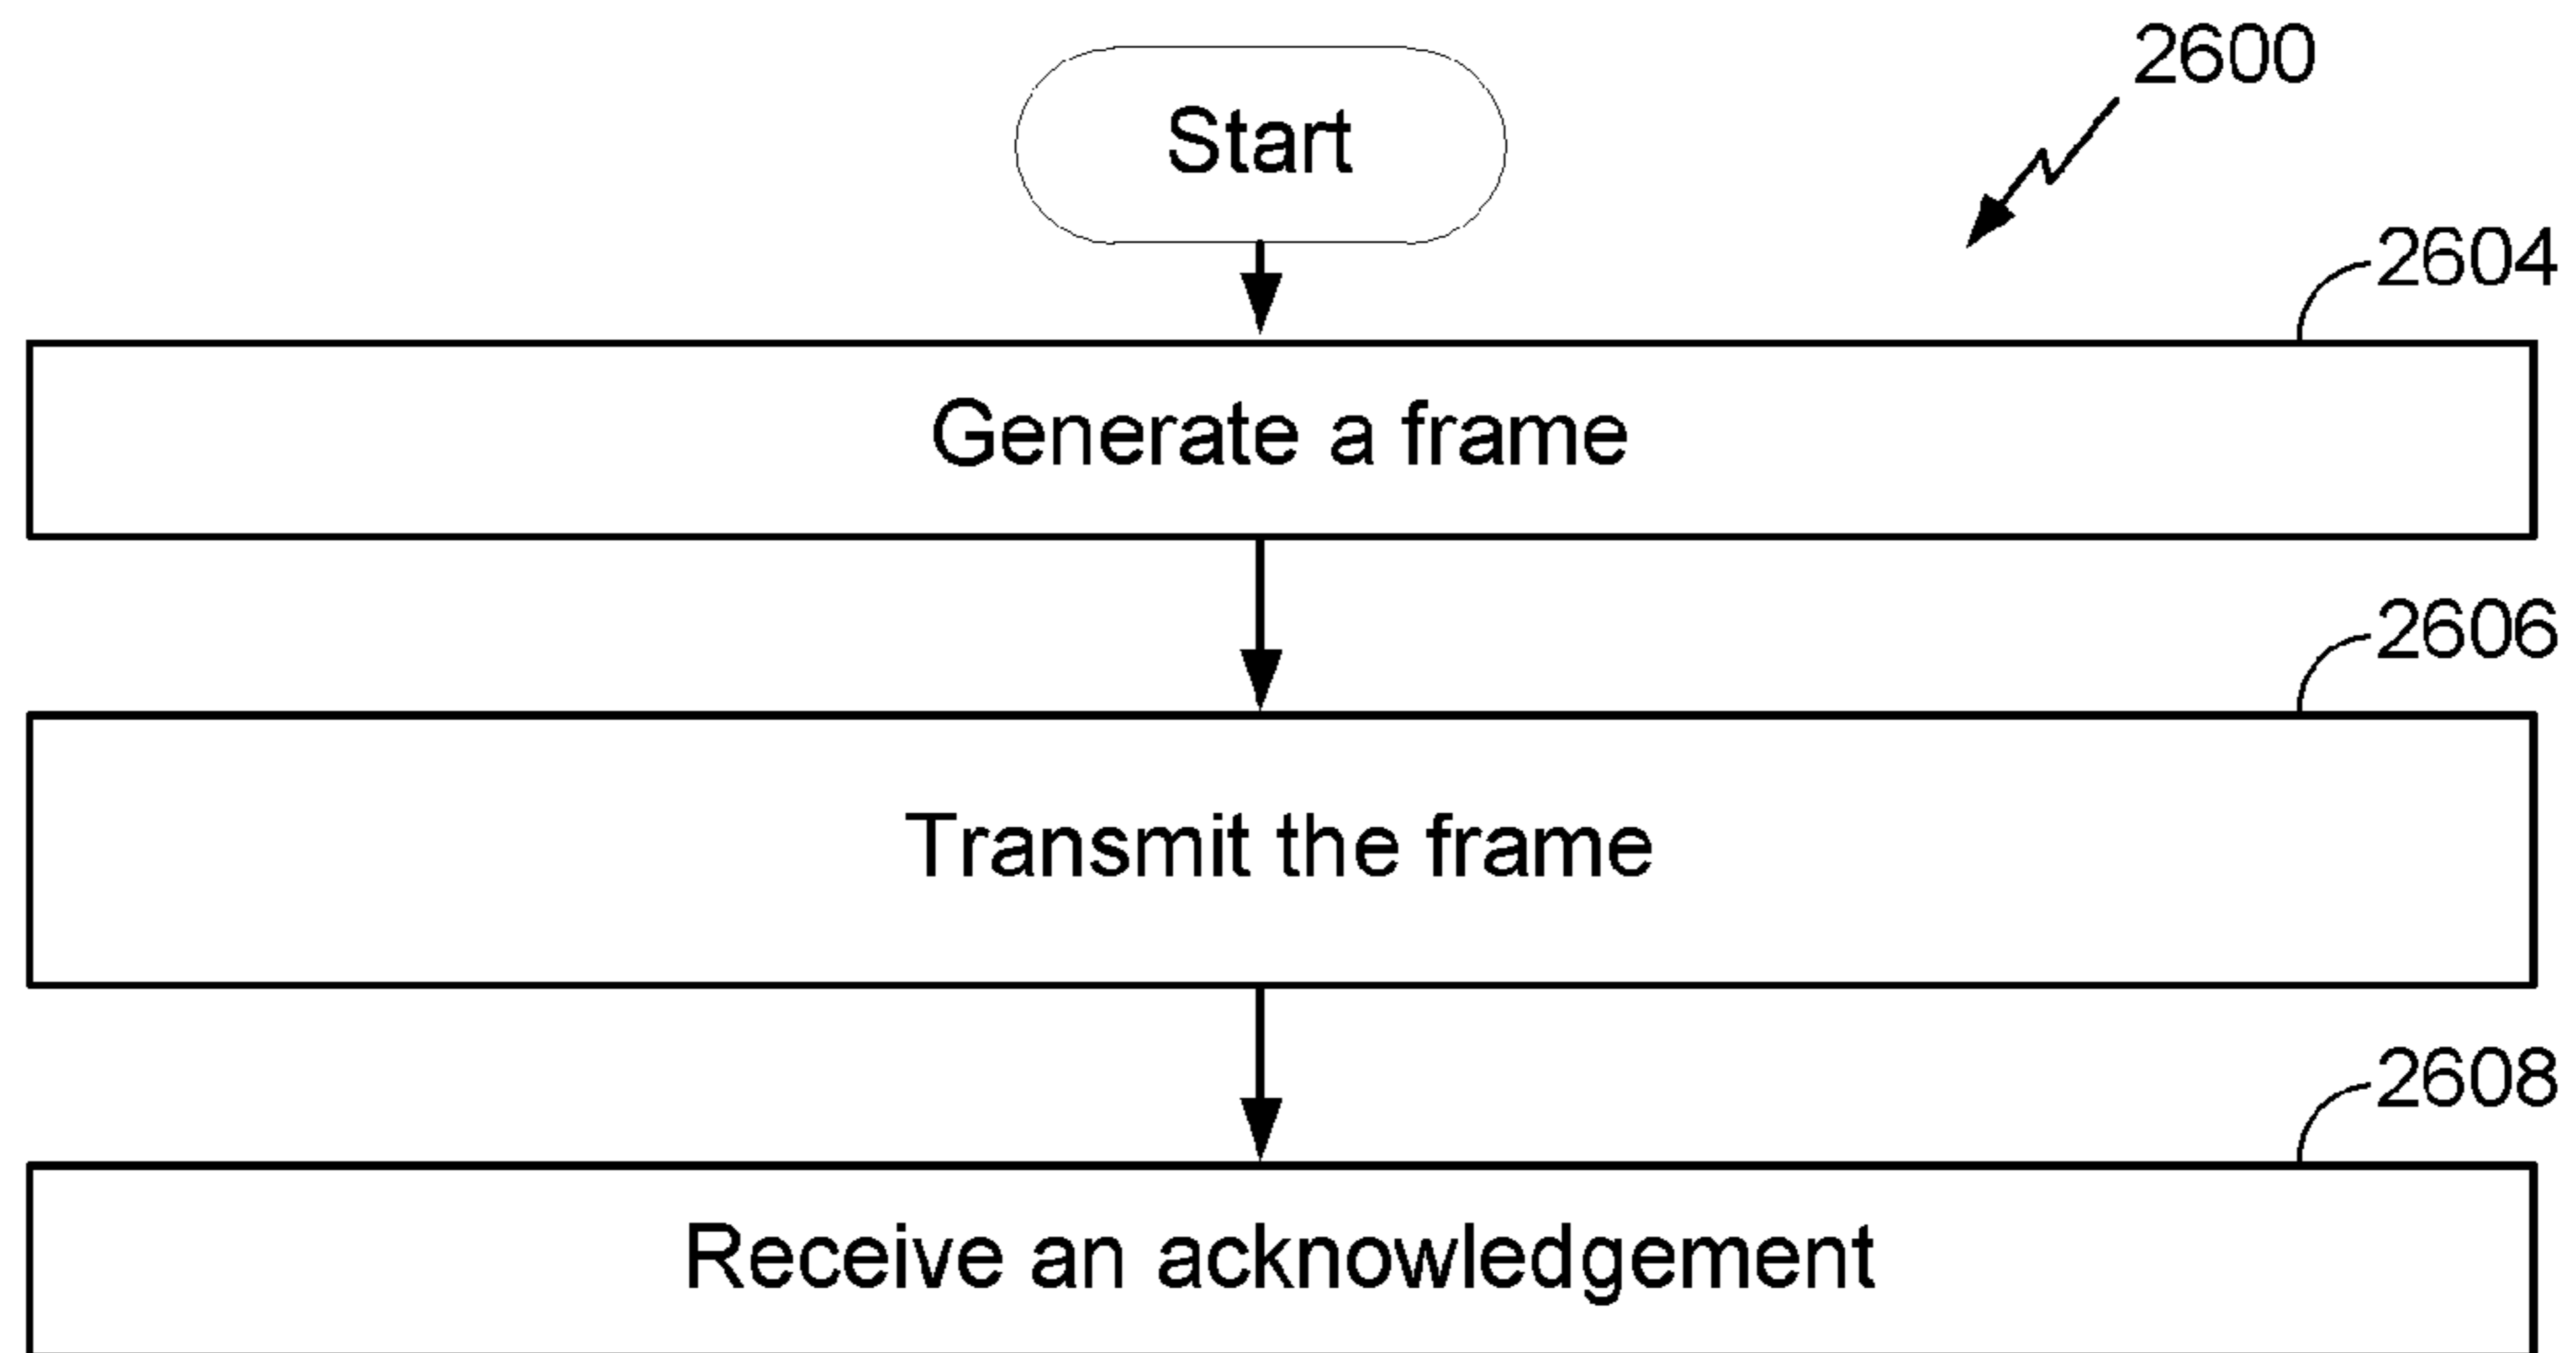 2600
Start
2604
Generate a frame
2606
Transmit the frame
2608
Receive an acknowledgement